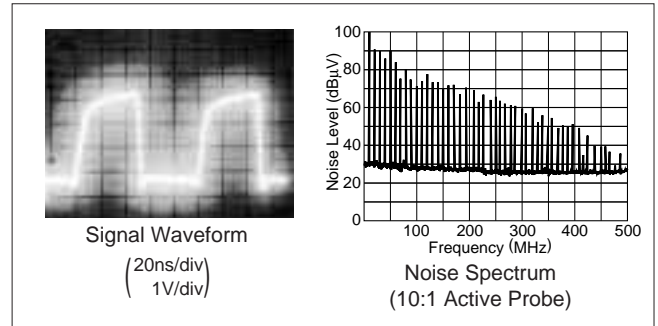 Signal Waveform
(20ns/div
1V/div)
Noise Level (dBμV)
100
80
60
40
20
0
0
100
200
300
400
500
Frequency (MHz)
Noise Spectrum
(10:1 Active Probe)